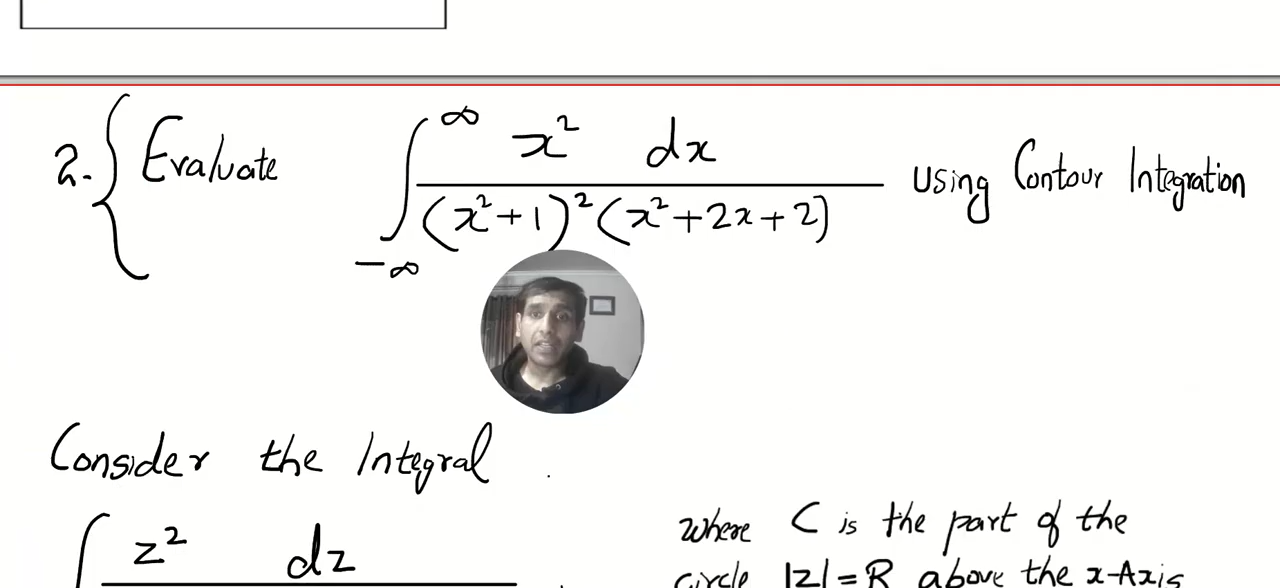 2. { Evaluate ∫_{-∞}^{∞} x² dx / (x²+1)² (x²+2x+2) using Contour Integration
Consider the Integral
∫ z² dz
where C is the part of the
circle |z| = R above the x-Axis